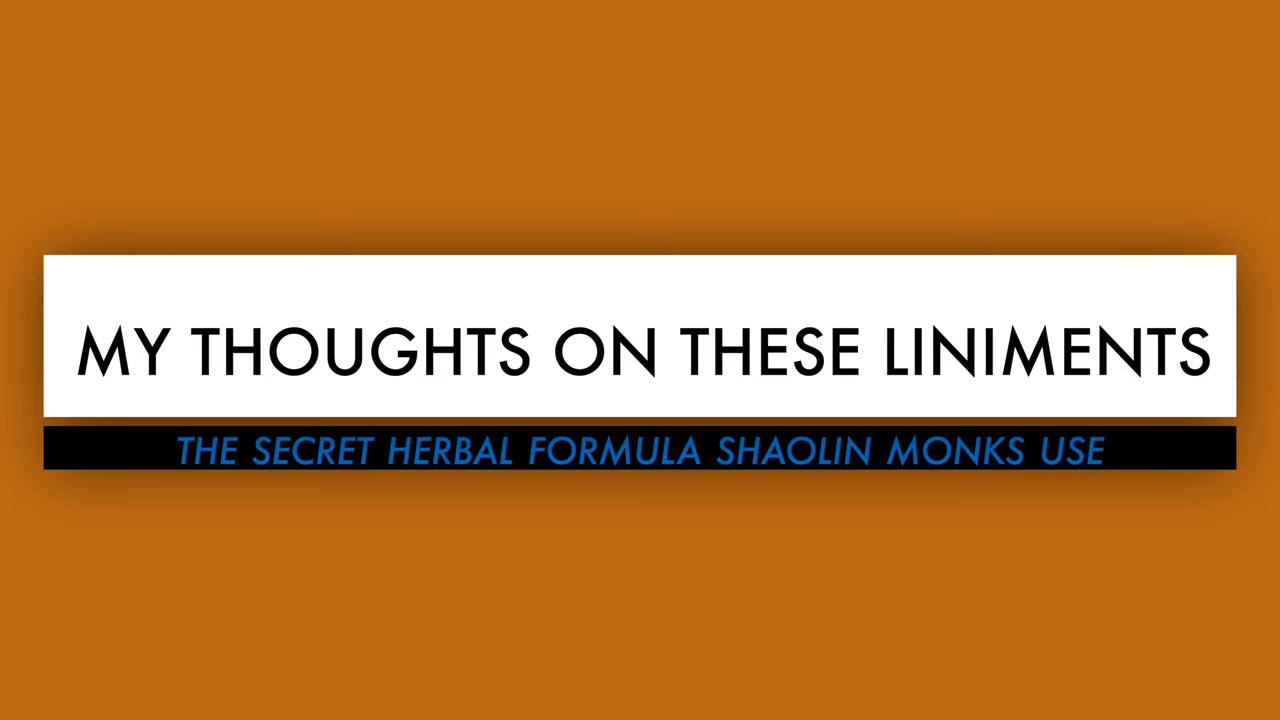 MY THOUGHTS ON THESE LINIMENTS
THE SECRET HERBAL FORMULA SHAOLIN MONKS USE